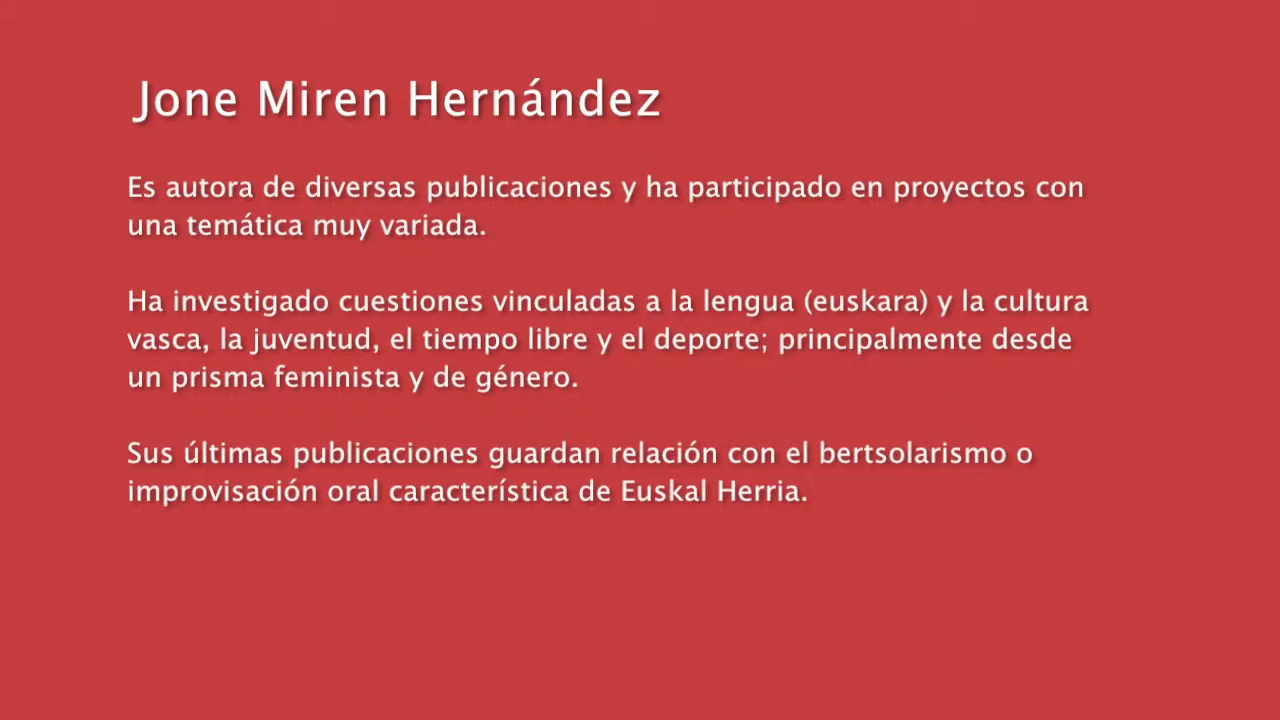 Jone Miren Hernández
Es autora de diversas publicaciones y ha participado en proyectos con
una temática muy variada.
Ha investigado cuestiones vinculadas a la lengua (euskara) y la cultura
vasca, la juventud, el tiempo libre y el deporte; principalmente desde
un prisma feminista y de género.
Sus últimas publicaciones guardan relación con el bertsolarismo o
improvisación oral característica de Euskal Herria.